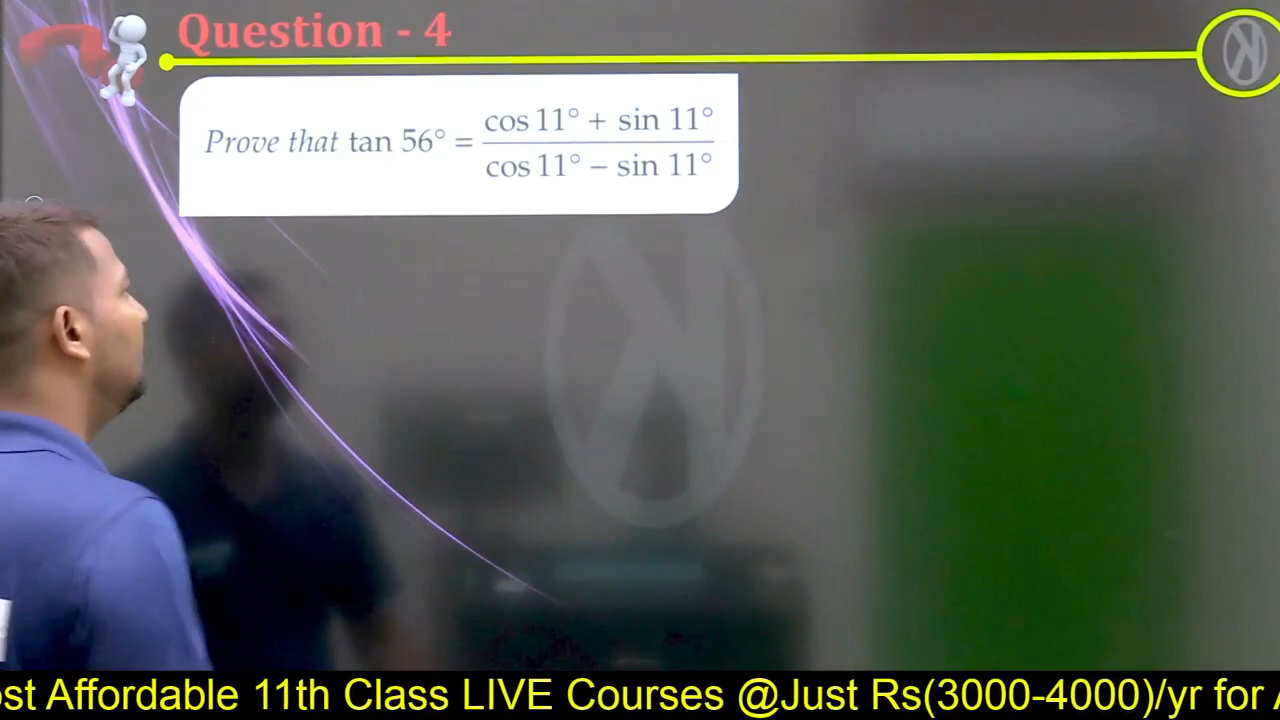 Question - 4
Prove that tan 56° = (cos 11° + sin 11°) / (cos 11° − sin 11°)
ost Affordable 11th Class LIVE Courses @Just Rs(3000-4000)/yr for